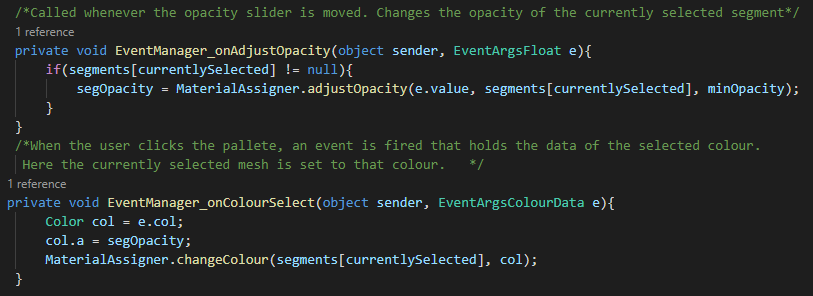 /*Called whenever the opacity slider is moved. Changes the opacity of the currently selected segment*/
1 reference
private void EventManager_onAdjustOpacity(object sender, EventArgsFloat e){
if(segments[currentlySelected] != null){
segOpacity = MaterialAssigner.adjustOpacity(e.value, segments[currentlySelected], minOpacity);
}
}
/*When the user clicks the pallete, an event is fired that holds the data of the selected colour.
Here the currently selected mesh is set to that colour.   */
1 reference
private void EventManager_onColourSelect(object sender, EventArgsColourData e){
Color col = e.col;
col.a = segOpacity;
MaterialAssigner.changeColour(segments[currentlySelected], col);
}